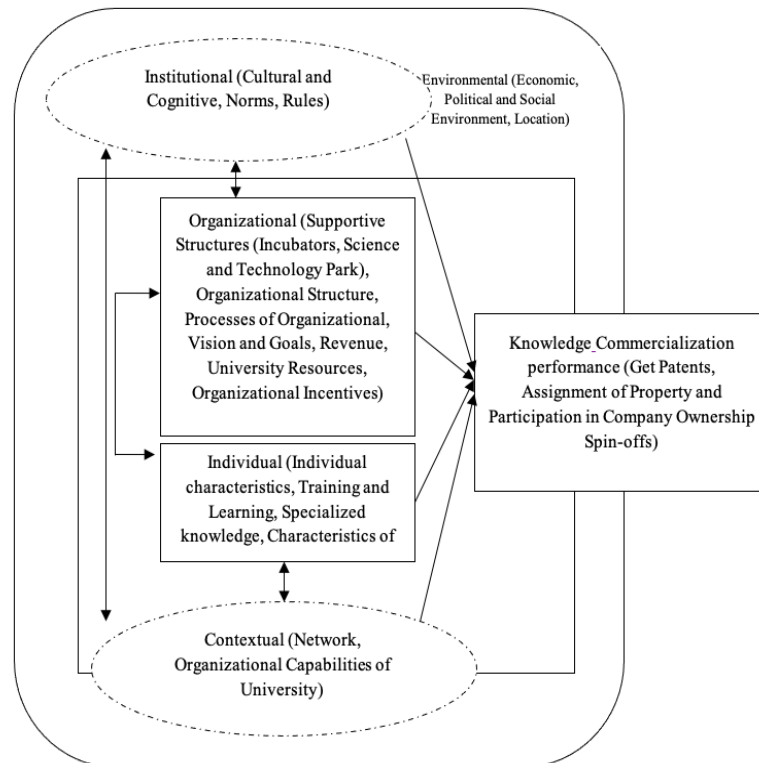 Institutional (Cultural and
Cognitive, Norms, Rules)
Environmental (Economic,
Political and Social
Environment, Location)
Organizational (Supportive
Structures (Incubators, Science
and Technology Park),
Organizational Structure,
Processes of Organizational,
Vision and Goals, Revenue,
University Resources,
Organizational Incentives)
Knowledge_Commercialization
performance (Get Patents,
Assignment of Property and
Participation in Company Ownership
Spin-offs)
Individual (Individual
characteristics, Training and
Learning, Specialized
knowledge, Characteristics of
Contextual (Network,
Organizational Capabilities of
University)